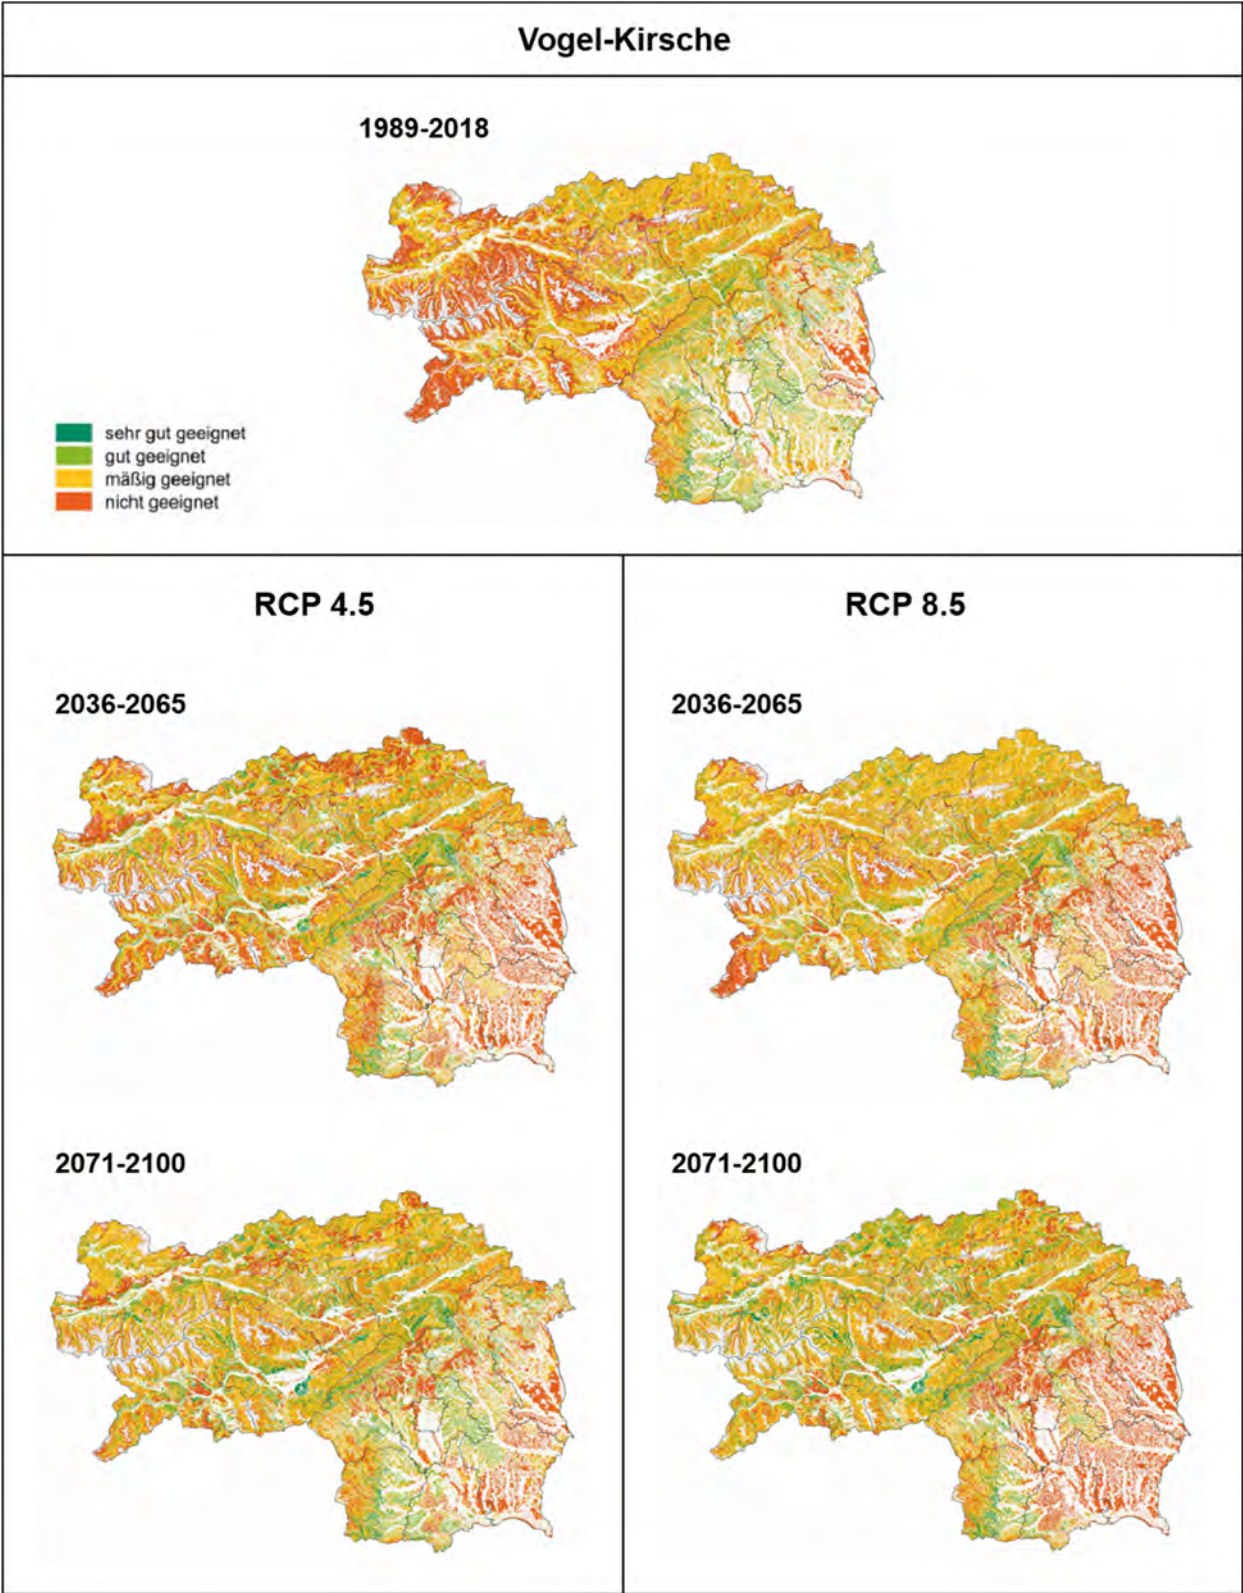 Vogel-Kirsche
1989-2018
sehr gut geeignet
gut geeignet
mäßig geeignet
nicht geeignet
RCP 4.5
2036-2065
2071-2100
RCP 8.5
2036-2065
2071-2100